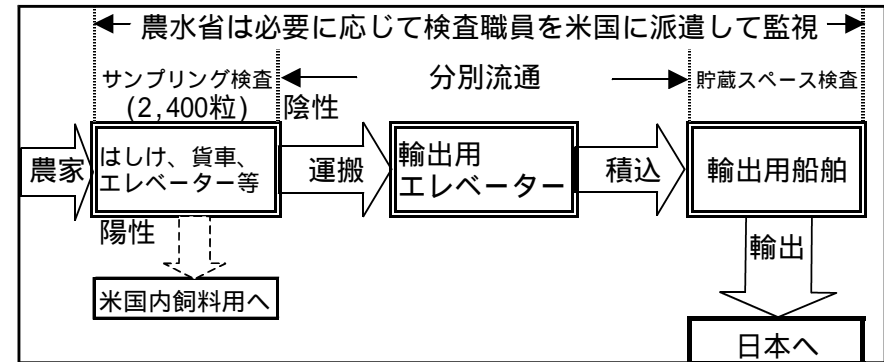 農水省は必要に応じて検査職員を米国に派遣して監視
サンプリング検査
(2,400粒)
陰性
分別流通
貯蔵スペース検査
農家
はしけ、貨車、
エレベーター等
運搬
輸出用
エレベーター
積込
輸出用船舶
陽性
輸出
米国内飼料用へ
日本へ